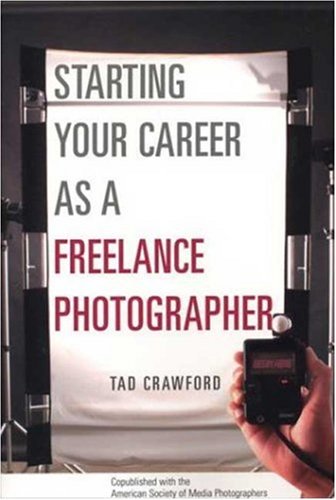 STARTING
YOUR CAREER
AS A
FREELANCE
PHOTOGRAPHER
TAD CRAWFORD
Copublished with the
American Society of Media Photographers